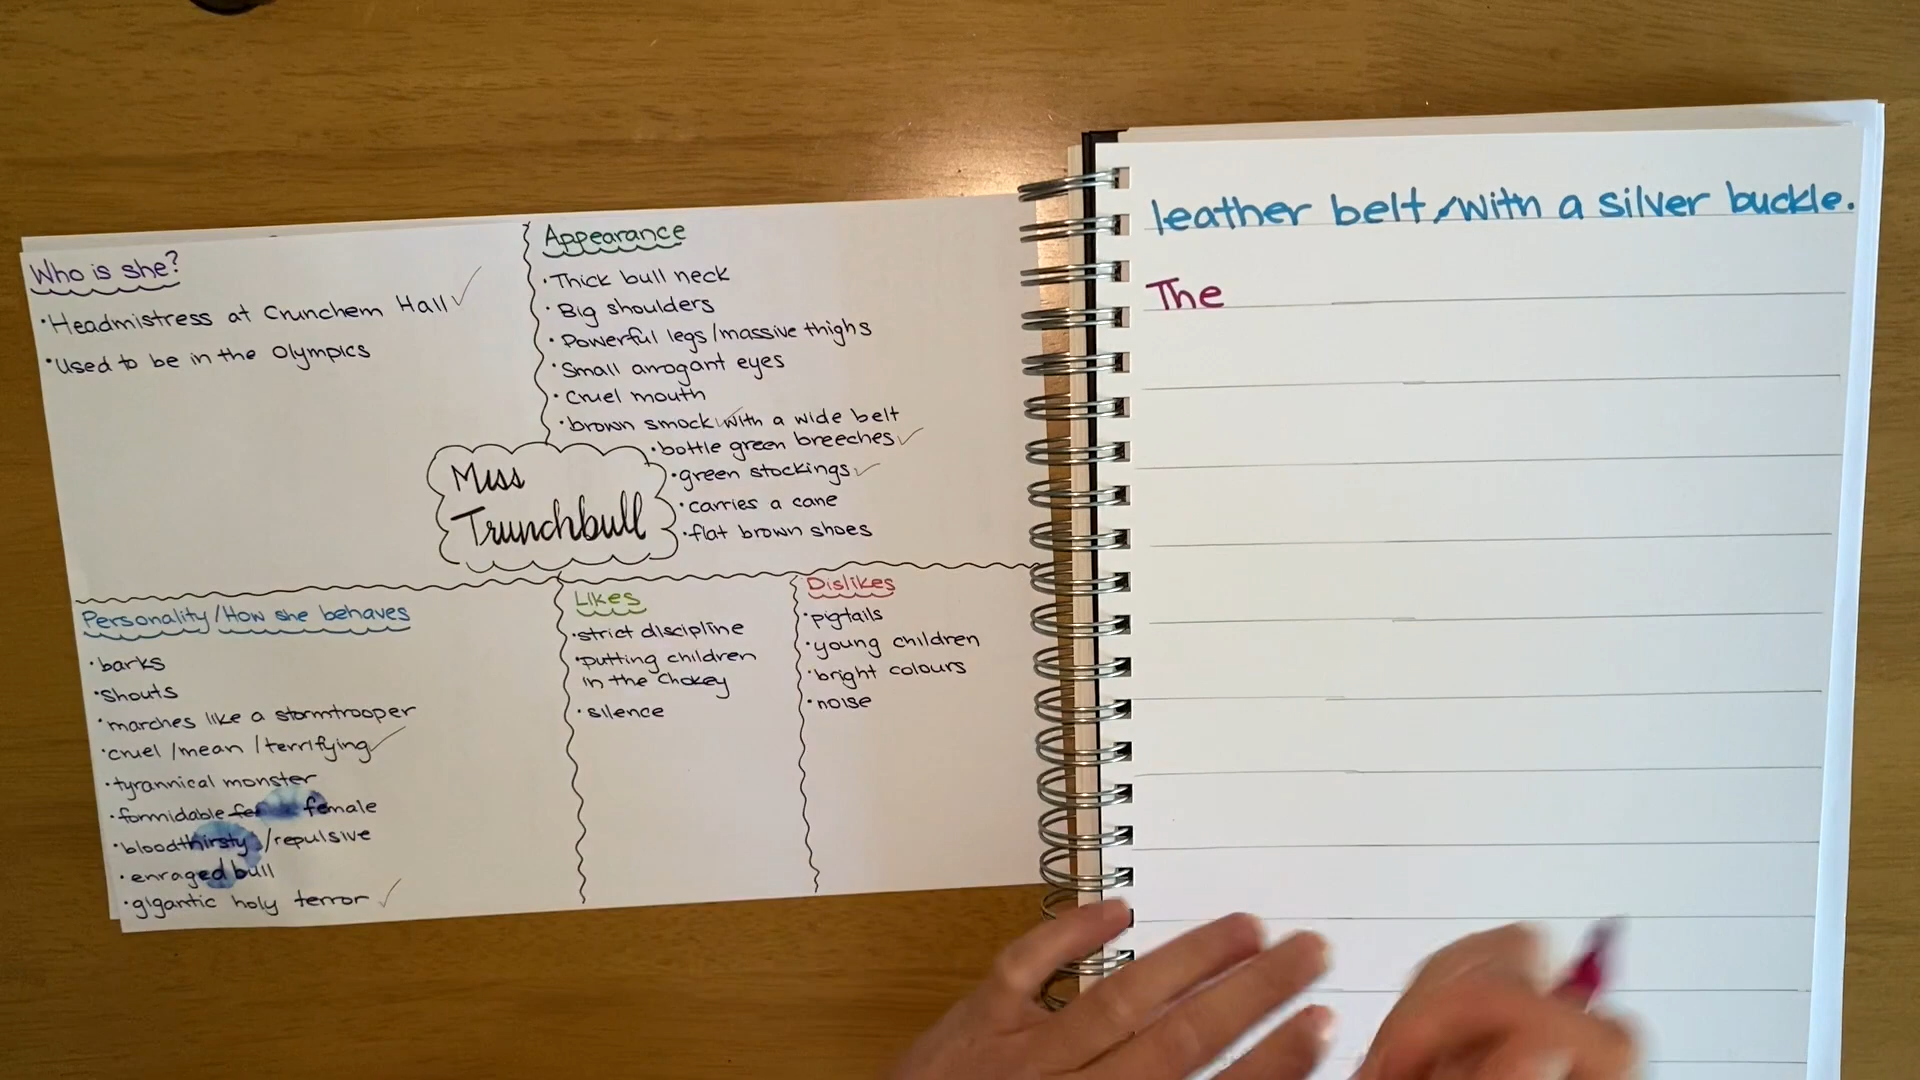 Who is she?
•Headmistress at Crunchem Hall ✓
•Used to be in the Olympics
Appearance
•Thick bull neck
•Big shoulders
•Powerful legs/massive thighs
•Small arrogant eyes
•Cruel mouth
•brown smock ✓ with a wide belt
•bottle green breeches ✓
•green stockings ✓
•carries a cane
•flat brown shoes
Miss
Trunchbull
Personality/How she behaves
•barks
•shouts
•marches like a stormtrooper
•cruel /mean /terrifying ✓
•tyrannical monster
•formidable female
•bloodthirsty /repulsive
•enraged bull
•gigantic holy terror ✓
Likes
•strict discipline
•putting children
in the Chokey
•silence
Dislikes
•pigtails
•young children
•bright colours
•noise
leather belt, with a silver buckle.
The